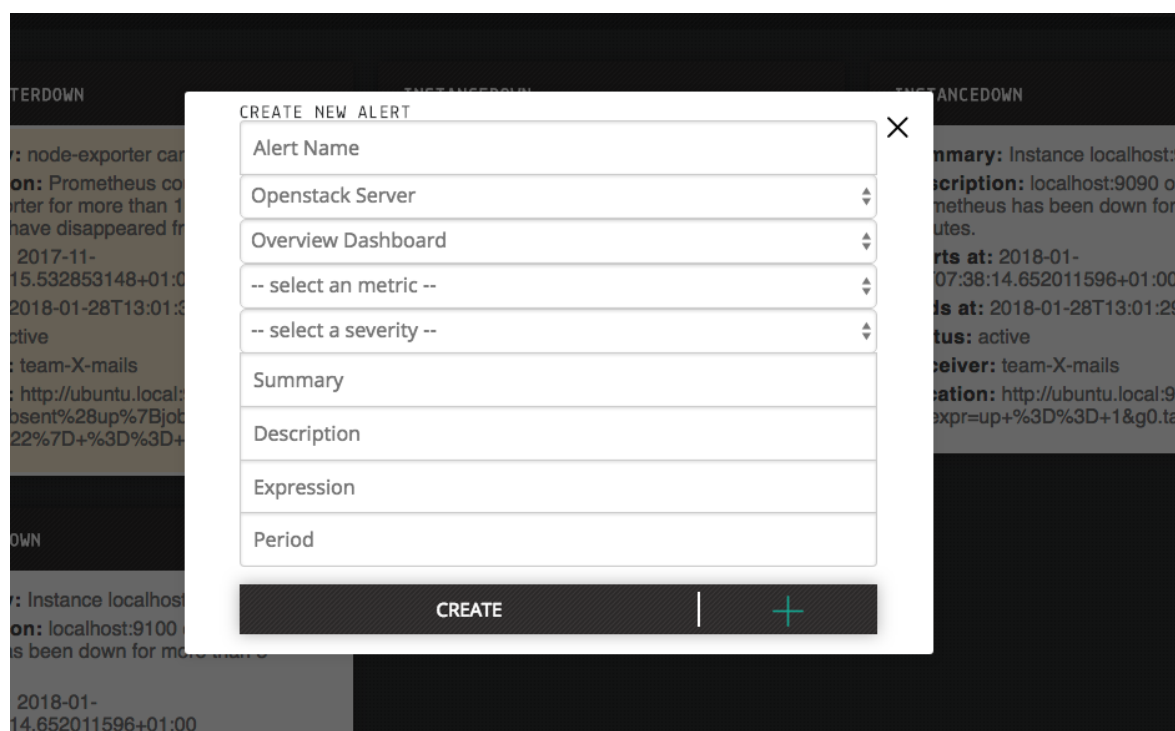 TERDOWN
INSTANCEDOWN
ANCEDOWN
CREATE NEW ALERT
Alert Name
Openstack Server
Overview Dashboard
-- select an metric --
-- select a severity --
Summary
Description
Expression
Period
CREATE
: node-exporter can
on: Prometheus co
rter for more than 1
have disappeared fr
2017-11-
15.532853148+01:0
2018-01-28T13:01:3
ctive
: team-X-mails
: http://ubuntu.local:
bsent%28up%7Bjob
22%7D+%3D%3D+
mmary: Instance localhost:
scription: localhost:9090 o
metheus has been down for
utes.
rts at: 2018-01-
07:38:14.652011596+01:00
ds at: 2018-01-28T13:01:29
tus: active
ceiver: team-X-mails
cation: http://ubuntu.local:9
expr=up+%3D%3D+1&g0.ta
OWN
: Instance localhost
on: localhost:9100
s been down for more than 5
2018-01-
14.652011596+01:00